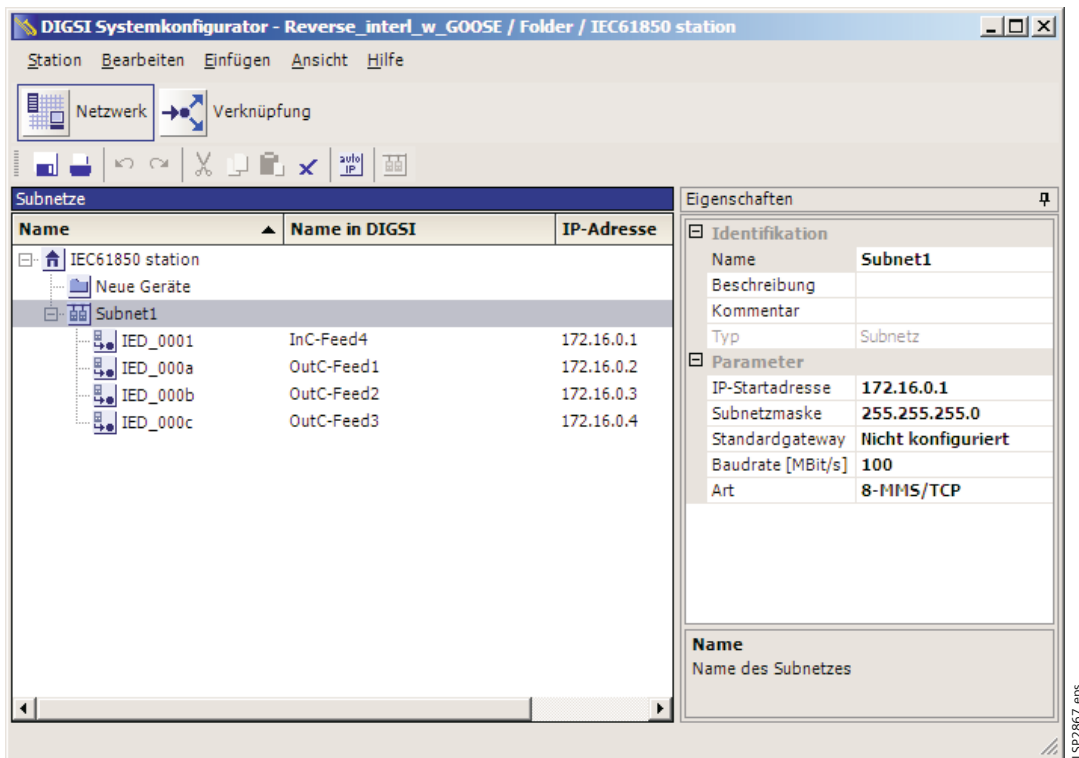 DIGSI Systemkonfigurator - Reverse_interl_w_GOOSE / Folder / IEC61850 station
Station Bearbeiten Einfügen Ansicht Hilfe
Netzwerk Verknüpfung
auto IP
Subnetze
Name Name in DIGSI IP-Adresse
IEC61850 station
Neue Geräte
Subnet1
IED_0001 InC-Feed4 172.16.0.1
IED_000a OutC-Feed1 172.16.0.2
IED_000b OutC-Feed2 172.16.0.3
IED_000c OutC-Feed3 172.16.0.4
Eigenschaften
Identifikation
Name Subnet1
Beschreibung
Kommentar
Typ Subnetz
Parameter
IP-Startadresse 172.16.0.1
Subnetzmaske 255.255.255.0
Standardgateway Nicht konfiguriert
Baudrate [MBit/s] 100
Art 8-MMS/TCP
Name
Name des Subnetzes
LSP2867.eps